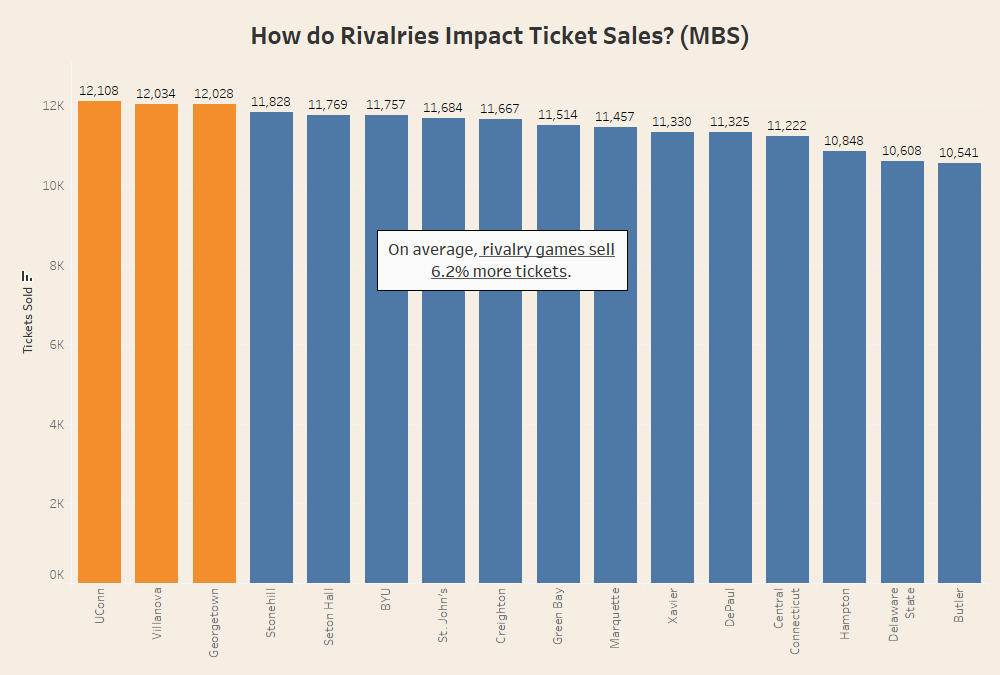 How do Rivalries Impact Ticket Sales? (MBS)
12,108
12,034
12,028
11,828
11,769
11,757
11,684
11,667
11,514
11,457
11,330
11,325
11,222
10,848
10,608
10,541
12K
10K
8K
6K
4K
2K
0K
Tickets Sold
On average, rivalry games sell
6.2% more tickets.
UConn
Villanova
Georgetown
Stonehill
Seton Hall
BYU
St. John's
Creighton
Green Bay
Marquette
Xavier
DePaul
Central
Connecticut
Hampton
Delaware
State
Butler